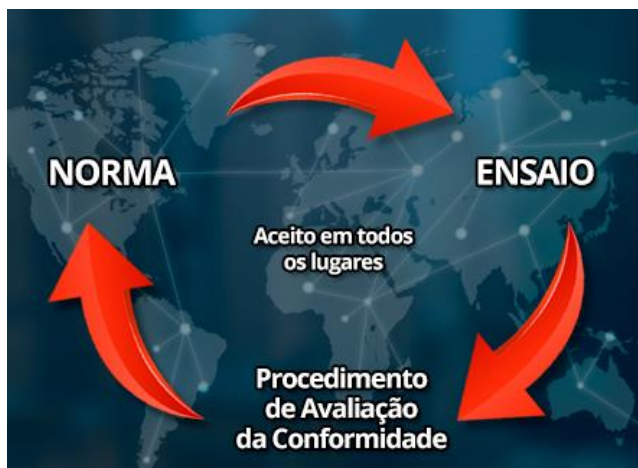 NORMA
ENSAIO
Aceito em todos
os lugares
Procedimento
de Avaliação
da Conformidade